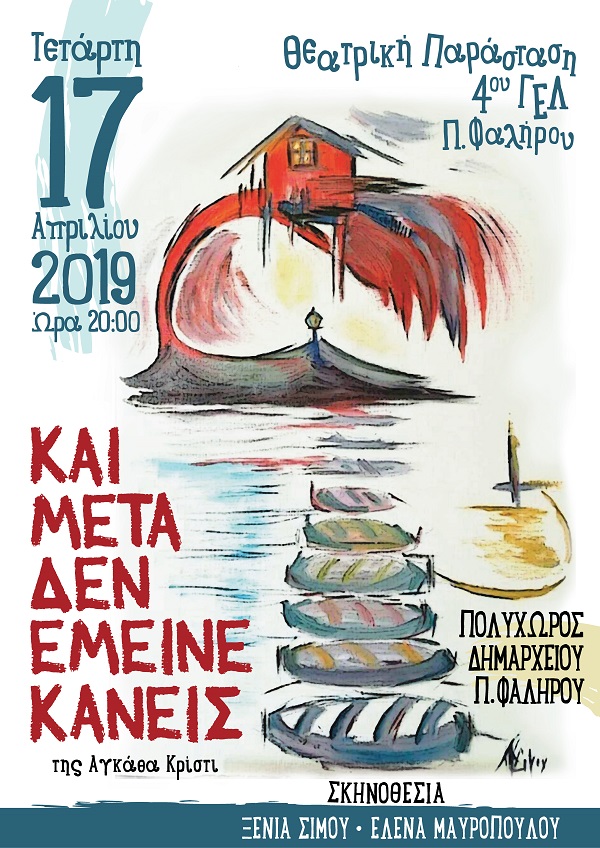 Τετάρτη
17
Απριλίου
2019
Ώρα 20:00
Θεατρική Παράσταση
4ου ΓΕΛ
Π.Φαλήρου
ΚΑΙ
ΜΕΤΑ
ΔΕΝ
ΕΜΕΙΝΕ
ΚΑΝΕΙΣ
της Αγκάθα Κρίστι
ΠΟΛΥΧΩΡΟΣ
ΔΗΜΑΡΧΕΙΟΥ
Π.ΦΑΛΗΡΟΥ
ΣΚΗΝΟΘΕΣΙΑ
ΞΕΝΙΑ ΣΙΜΟΥ • ΕΛΕΝΑ ΜΑΥΡΟΠΟΥΛΟΥ